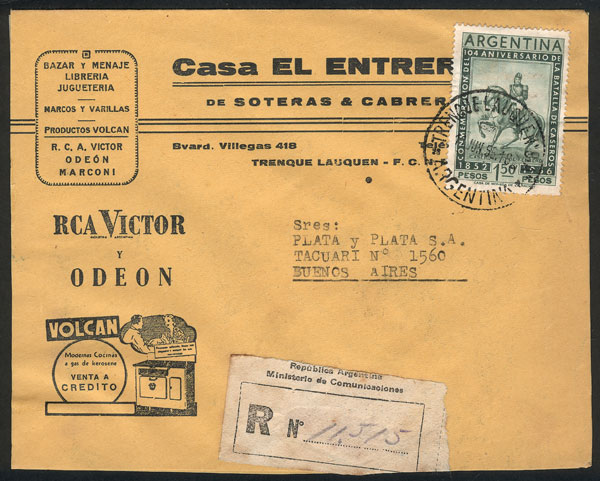 BAZAR Y MENAJE
LIBRERIA
JUGUETERIA
MARCOS Y VARILLAS
PRODUCTOS VOLCAN
R. C. A. VICTOR
ODEÓN
MARCONI
Casa EL ENTRER
DE SOTERAS & CABRER
Bvard. Villegas 418
TRENQUE LAUQUEN - F. C. N.
ARGENTINA
CONMEMORACION DEL 104 ANIVERSARIO DE LA BATALLA DE CASEROS
1852
PESOS
1,50
PESOS
TRENQUE LAUQUEN
ARGENTINA
RCA VICTOR
Y
ODEON
Sres:
PLATA y PLATA S.A.
TACUARI Nº 1560
BUENOS AIRES
VOLCAN
Modernas Cocinas
a gas de kerosene
VENTA A
CREDITO
República Argentina
Ministerio de Comunicaciones
R Nº 11,515